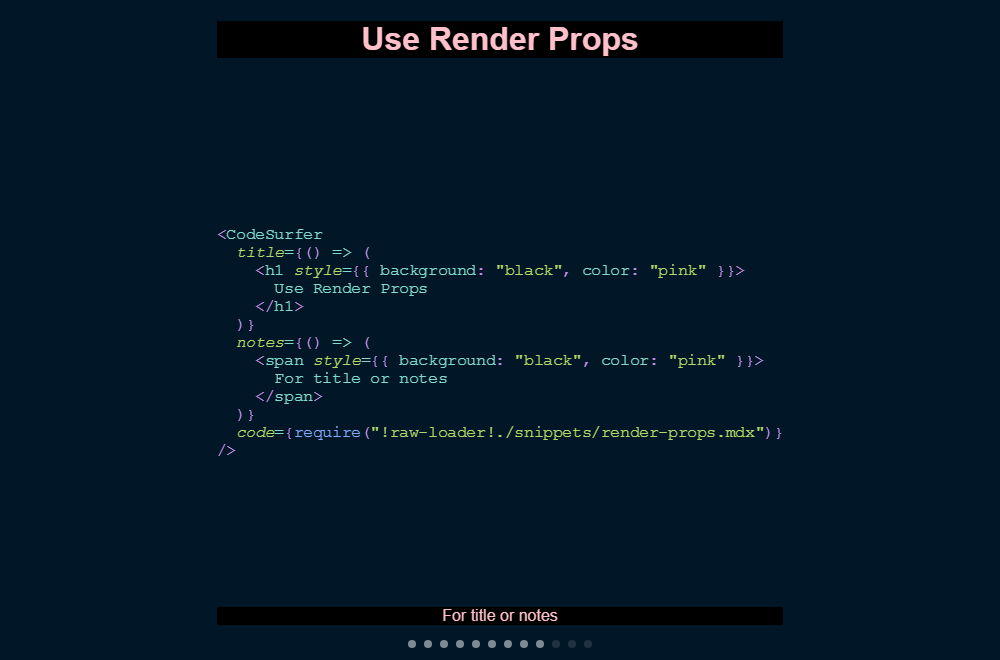 Use Render Props
<CodeSurfer
  title={() => (
    <h1 style={{ background: "black", color: "pink" }}>
      Use Render Props
    </h1>
  )}
  notes={() => (
    <span style={{ background: "black", color: "pink" }}>
      For title or notes
    </span>
  )}
  code={require("!raw-loader!./snippets/render-props.mdx")}
/>
For title or notes